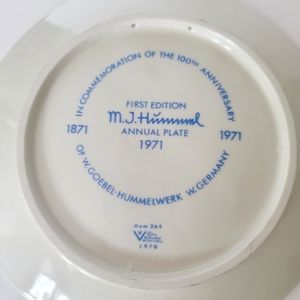 IN COMMEMORATION OF THE 100TH ANNIVERSARY
FIRST EDITION
M.J. Hummel
1871 ANNUAL PLATE 1971
1971
OF W. GOEBEL · HUMMELWERK W. GERMANY
Hum 264
1970